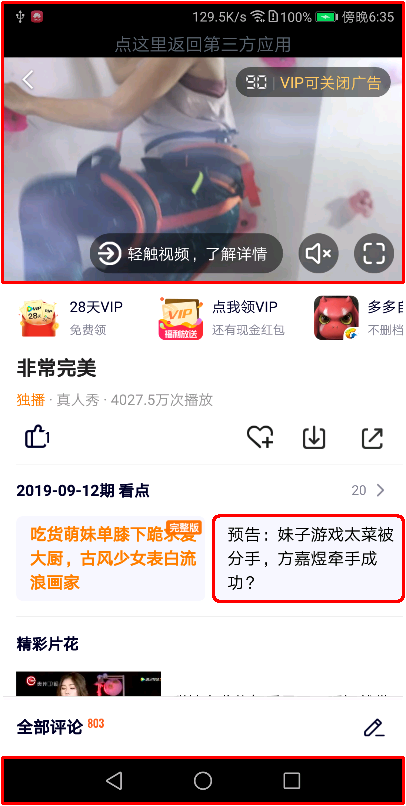 129.5K/s 100% 傍晚6:35
点这里返回第三方应用
90 VIP可关闭广告
轻触视频，了解详情
28天VIP
免费领
点我领VIP
还有现金红包
多多自
不删档
非常完美
独播 · 真人秀 · 4027.5万次播放
1
2019-09-12期 看点
20
完整版
吃货萌妹单膝下跪求爱
大厨，古风少女表白流
浪画家
预告：妹子游戏太菜被
分手，方嘉煜牵手成
功？
精彩片花
全部评论 803